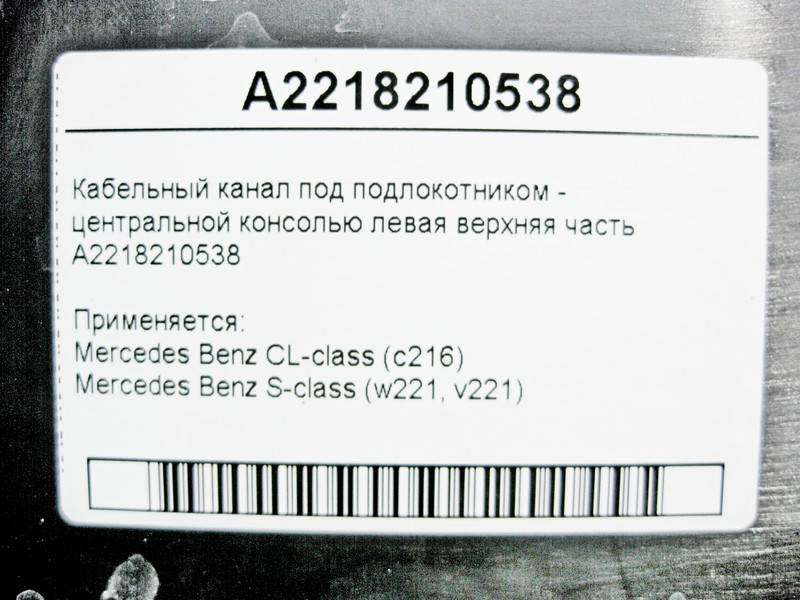 A2218210538
Кабельный канал под подлокотником -
центральной консолью левая верхняя часть
A2218210538
Применяется:
Mercedes Benz CL-class (c216)
Mercedes Benz S-class (w221, v221)